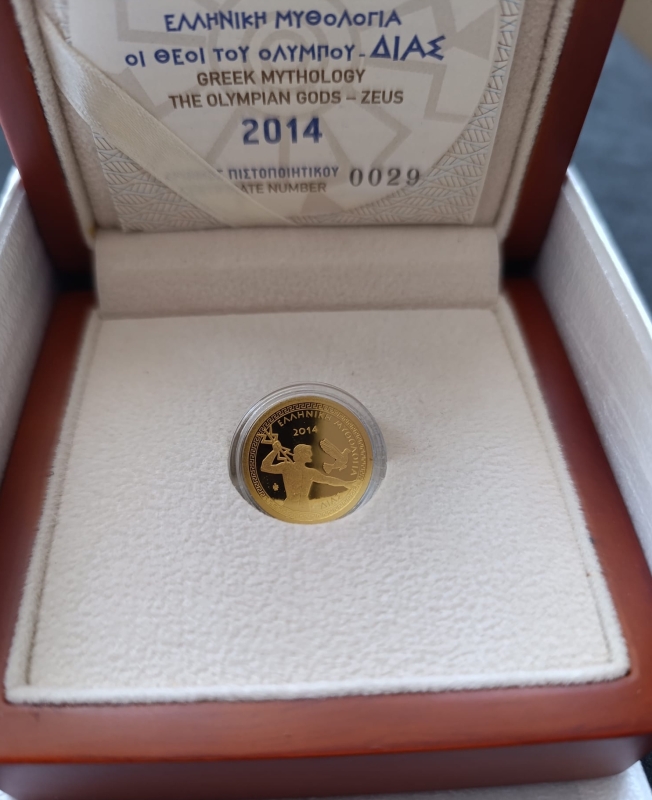 ΕΛΛΗΝΙΚΗ ΜΥΘΟΛΟΓΙΑ
ΟΙ ΘΕΟΙ ΤΟΥ ΟΛΥΜΠΟΥ - ΔΙΑΣ
GREEK MYTHOLOGY
THE OLYMPIAN GODS – ZEUS
2014
ΠΙΣΤΟΠΟΙΗΤΙΚΟΥ 0029
NUMBER
ΕΛΛΗΝΙΚΗ ΜΥΘΟΛΟΓΙΑ
2014
ΔΙΑΣ